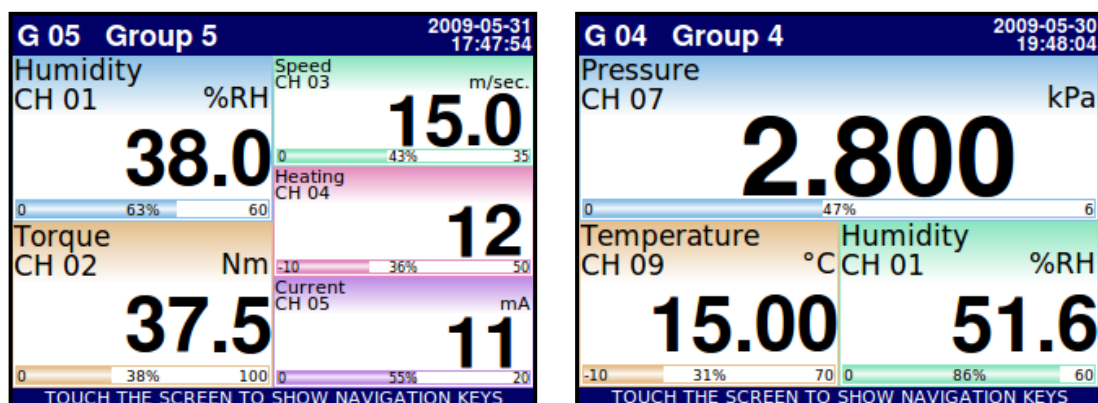 G 05 Group 5
2009-05-31
17:47:54
Humidity
CH 01 %RH
38.0
0 63% 60
Torque
CH 02 Nm
37.5
0 38% 100
Speed
CH 03 m/sec.
15.0
0 43% 35
Heating
CH 04
12
-10 36% 50
Current
CH 05 mA
11
0 55% 20
TOUCH THE SCREEN TO SHOW NAVIGATION KEYS
G 04 Group 4
2009-05-30
19:48:04
Pressure
CH 07 kPa
2.800
0 47% 6
Temperature
CH 09 °C
15.00
-10 31% 70
Humidity
CH 01 %RH
51.6
0 86% 60
TOUCH THE SCREEN TO SHOW NAVIGATION KEYS